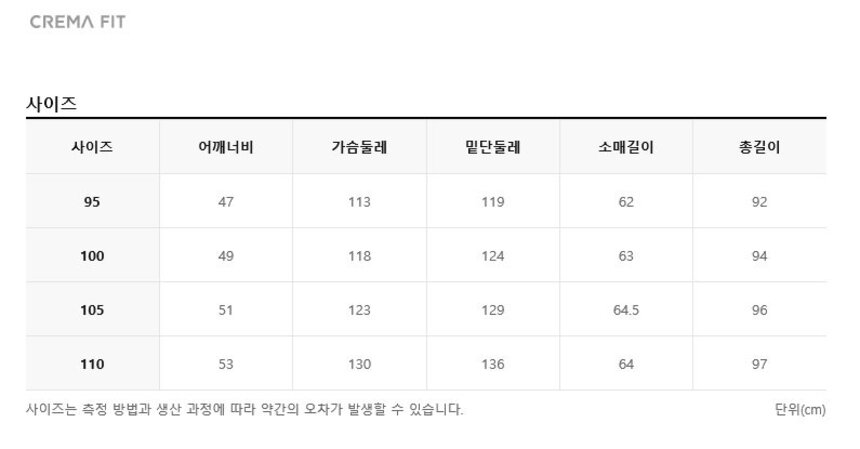 CREMA FIT
사이즈
사이즈 어깨너비 가슴둘레 밑단둘레 소매길이 총길이
95 47 113 119 62 92
100 49 118 124 63 94
105 51 123 129 64.5 96
110 53 130 136 64 97
사이즈는 측정 방법과 생산 과정에 따라 약간의 오차가 발생할 수 있습니다. 단위(cm)